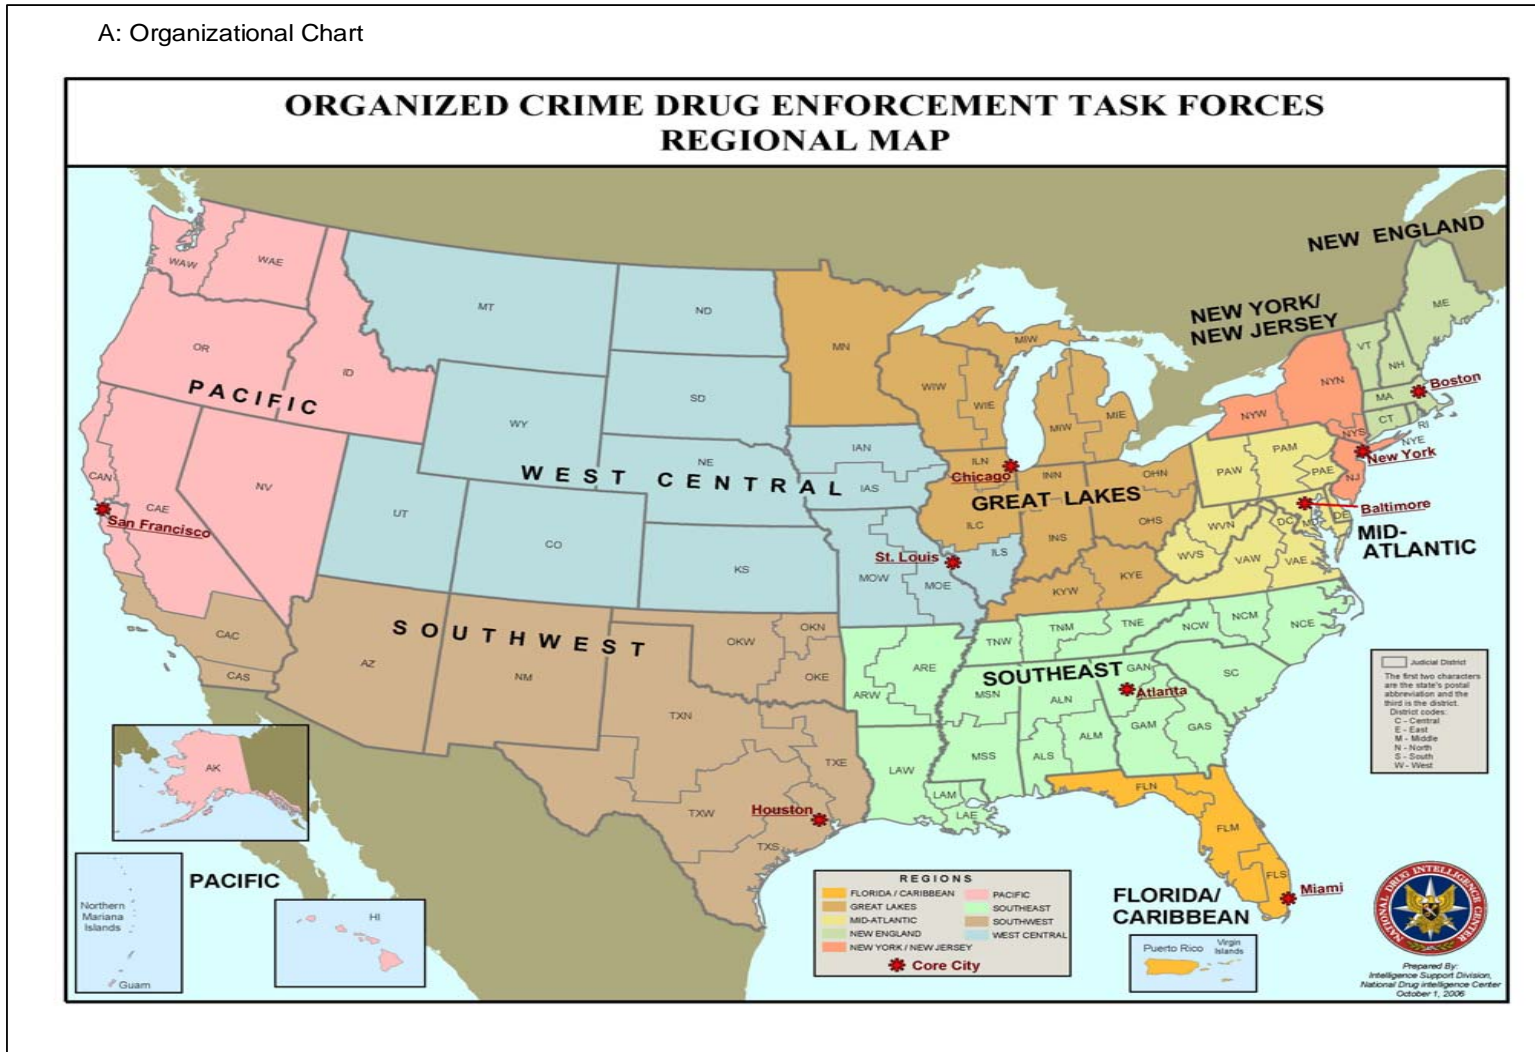 A: Organizational Chart
ORGANIZED CRIME DRUG ENFORCEMENT TASK FORCES
REGIONAL MAP
NEW ENGLAND
NEW YORK/
NEW JERSEY
WAW
WAE
MT
ND
MN
MIW
ME
VT
NH
OR
ID
PACIFIC
WY
SD
WIW
WIE
MIW
MIE
NYN
NYW
NYS
MA
Boston
CT
RI
NYE
New York
NJ
CAN
CAE
San Francisco
NV
UT
CO
NE
WEST CENTRAL
IAN
IAS
KS
ILN
Chicago
INN
OHN
GREAT LAKES
ILC
INS
OHS
PAW
PAM
PAE
Baltimore
MID-
ATLANTIC
WVN
WVS
DC
MD
DE
VAW
VAE
St. Louis
ILS
MOW
MOE
KYW
KYE
SOUTHWEST
CAC
CAS
AZ
NM
OKW
OKN
OKE
TXN
TXE
TXW
TXS
Houston
ARE
ARW
LAW
LAM
LAE
TNW
TNM
TNE
NCW
NCM
NCE
SOUTHEAST
MSN
MSS
ALN
ALS
ALM
GAN
Atlanta
GAM
GAS
SC
FLN
FLM
FLS
Miami
FLORIDA/
CARIBBEAN
Puerto Rico
Virgin
Islands
AK
PACIFIC
Northern
Mariana
Islands
Guam
HI
Judicial District
The first two characters
are the state's postal
abbreviation and the
third is the district.
District codes:
C - Central
E - East
M - Middle
N - North
S - South
W - West
REGIONS
FLORIDA / CARIBBEAN
GREAT LAKES
MID-ATLANTIC
NEW ENGLAND
NEW YORK / NEW JERSEY
PACIFIC
SOUTHEAST
SOUTHWEST
WEST CENTRAL
Core City
NATIONAL DRUG INTELLIGENCE CENTER
Prepared By:
Intelligence Support Division,
National Drug Intelligence Center
October 1, 2006